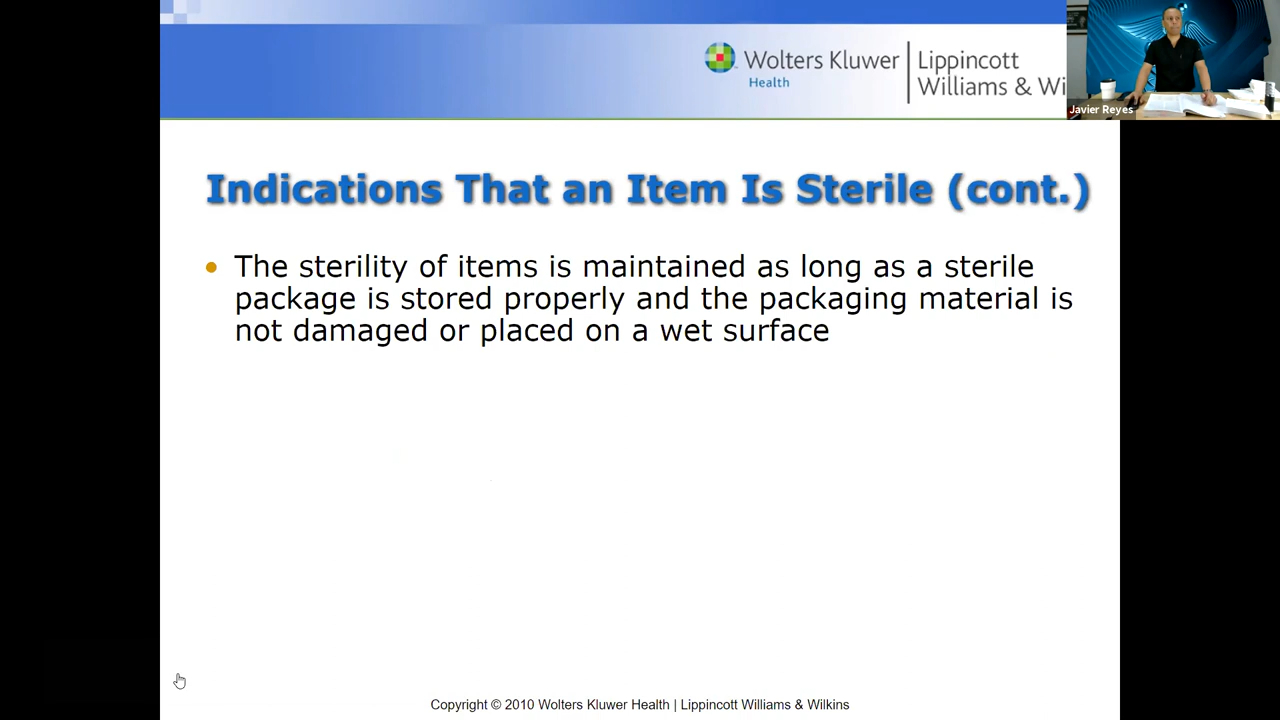 Wolters Kluwer
Health
Lippincott
Williams & Wi
Javier Reyes
Indications That an Item Is Sterile (cont.)
The sterility of items is maintained as long as a sterile
package is stored properly and the packaging material is
not damaged or placed on a wet surface
Copyright © 2010 Wolters Kluwer Health | Lippincott Williams & Wilkins